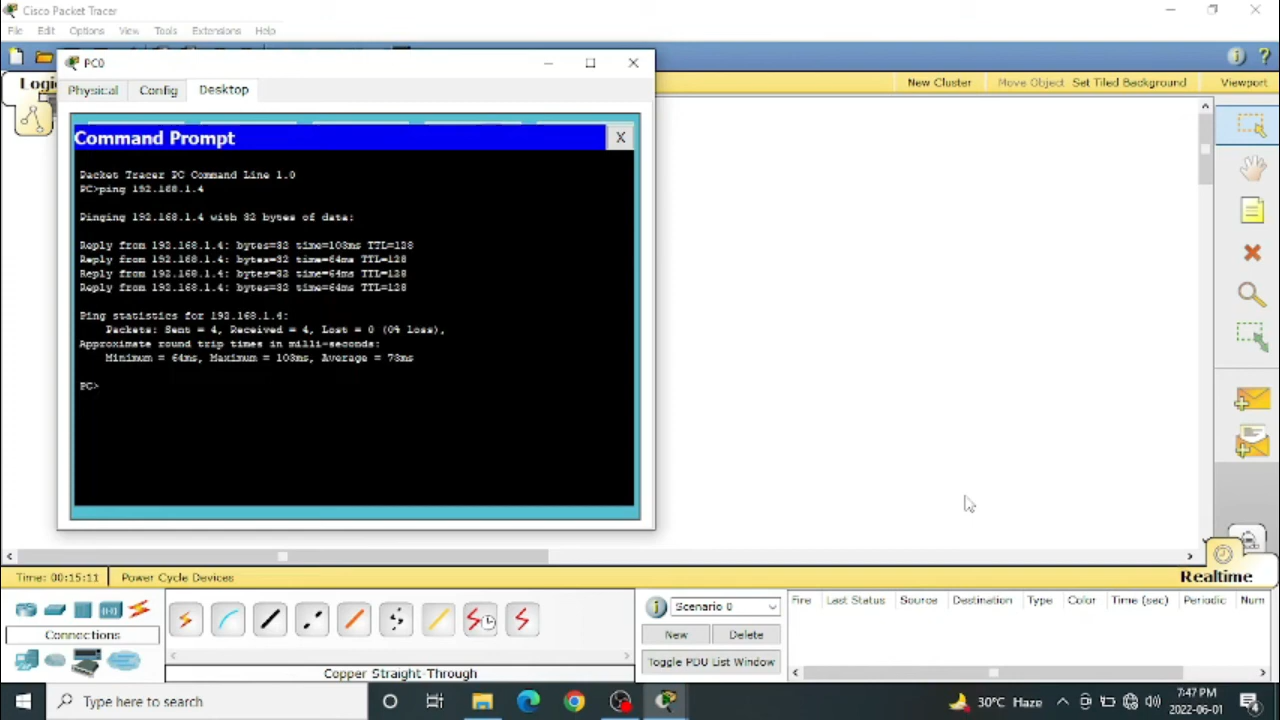 Cisco Packet Tracer
File Edit Options View Tools Extensions Help
PC0
Logi
New Cluster Move Object Set Tiled Background Viewport
Physical Config Desktop
Command Prompt X
Packet Tracer PC Command Line 1.0
PC>ping 192.168.1.4
Pinging 192.168.1.4 with 32 bytes of data:
Reply from 192.168.1.4: bytes=32 time=103ms TTL=128
Reply from 192.168.1.4: bytes=32 time=64ms TTL=128
Reply from 192.168.1.4: bytes=32 time=64ms TTL=128
Reply from 192.168.1.4: bytes=32 time=64ms TTL=128
Ping statistics for 192.168.1.4:
Packets: Sent = 4, Received = 4, Lost = 0 (0% loss),
Approximate round trip times in milli-seconds:
Minimum = 64ms, Maximum = 103ms, Average = 73ms
PC>
Time: 00:15:11 Power Cycle Devices
Realtime
Connections
Copper Straight-Through
Scenario 0
New Delete
Toggle PDU List Window
Fire Last Status Source Destination Type Color Time (sec) Periodic Num
Type here to search
30°C Haze
7:47 PM
2022-06-01
4